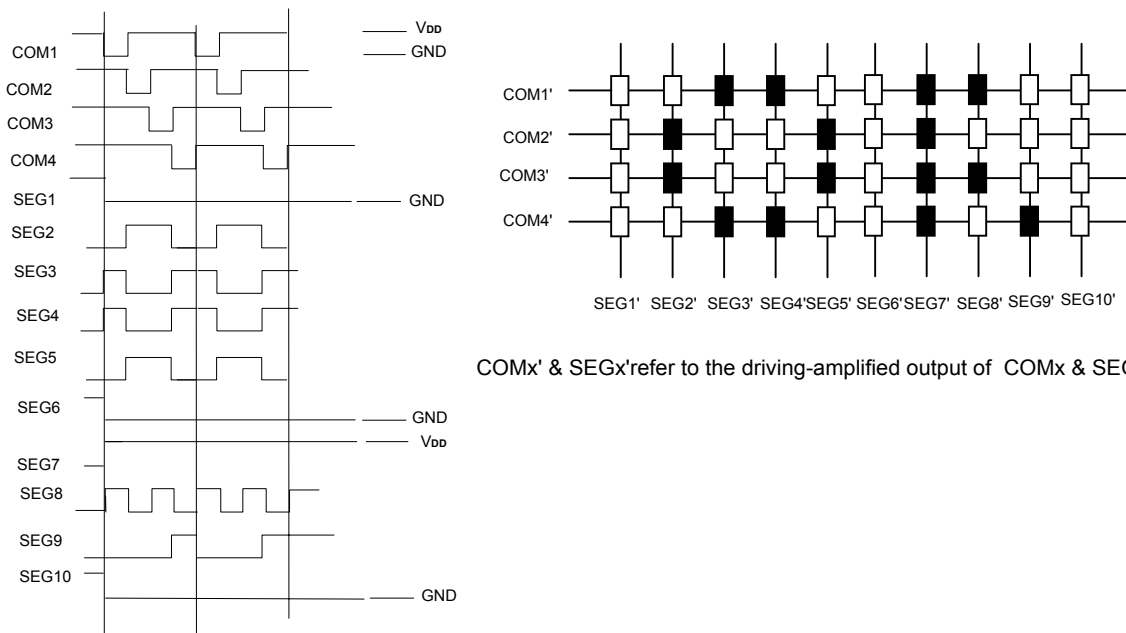 COM1
VDD
GND
COM2
COM3
COM4
SEG1
GND
SEG2
SEG3
SEG4
SEG5
SEG6
GND
VDD
SEG7
SEG8
SEG9
SEG10
GND
COM1'
COM2'
COM3'
COM4'
SEG1' SEG2' SEG3' SEG4' SEG5' SEG6' SEG7' SEG8' SEG9' SEG10'
COMx' & SEGx'refer to the driving-amplified output of COMx & SEG